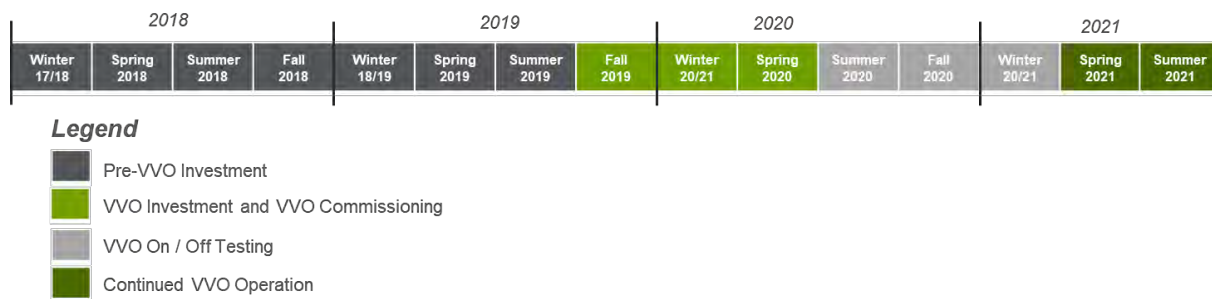 2018 2019 2020 2021
Winter Spring Summer Fall Winter Spring Summer Fall Winter Spring Summer Fall Winter Spring Summer
17/18 2018 2018 2018 18/19 2019 2019 2019 20/21 2020 2020 2020 20/21 2021 2021
Legend
Pre-VVO Investment
VVO Investment and VVO Commissioning
VVO On / Off Testing
Continued VVO Operation